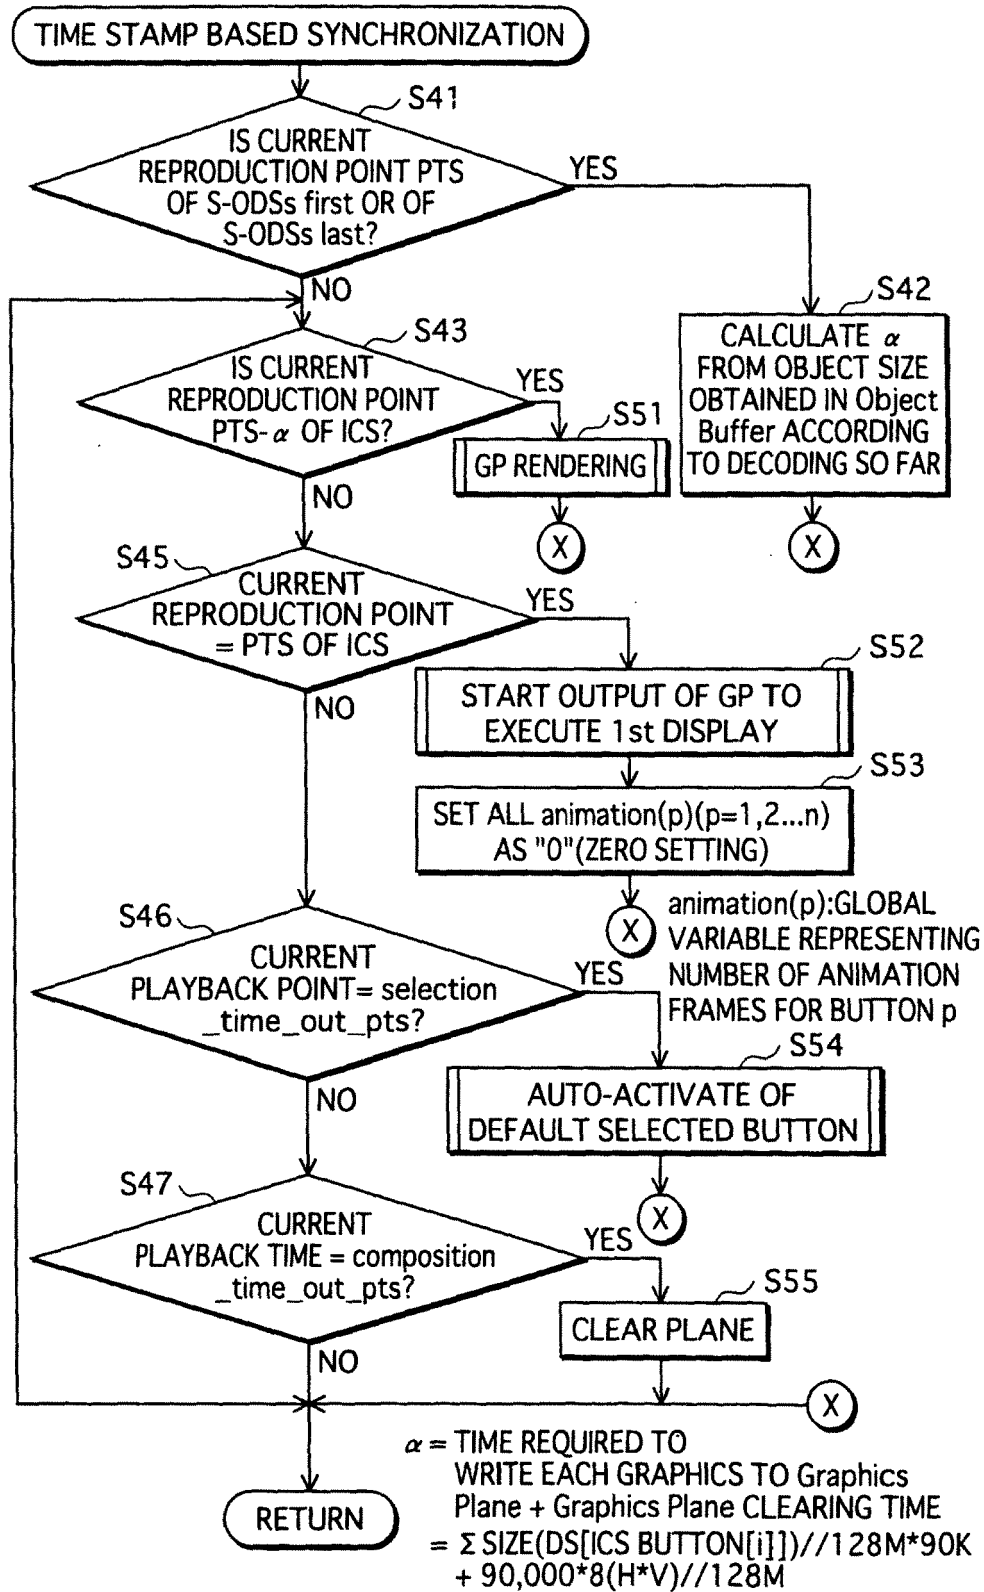 TIME STAMP BASED SYNCHRONIZATION
S41
IS CURRENT
REPRODUCTION POINT PTS
OF S-ODSs first OR OF
S-ODSs last?
YES
NO
S42
CALCULATE α
FROM OBJECT SIZE
OBTAINED IN Object
Buffer ACCORDING
TO DECODING SO FAR
X
S43
IS CURRENT
REPRODUCTION POINT
PTS-α OF ICS?
YES
NO
S51
GP RENDERING
X
S45
CURRENT
REPRODUCTION POINT
= PTS OF ICS
YES
NO
S52
START OUTPUT OF GP TO
EXECUTE 1st DISPLAY
S53
SET ALL animation(p)(p=1,2...n)
AS "0"(ZERO SETTING)
X
animation(p):GLOBAL
VARIABLE REPRESENTING
NUMBER OF ANIMATION
FRAMES FOR BUTTON p
S46
CURRENT
PLAYBACK POINT= selection
_time_out_pts?
YES
NO
S54
AUTO-ACTIVATE OF
DEFAULT SELECTED BUTTON
X
S47
CURRENT
PLAYBACK TIME = composition
_time_out_pts?
YES
NO
S55
CLEAR PLANE
X
RETURN
α = TIME REQUIRED TO
WRITE EACH GRAPHICS TO Graphics
Plane + Graphics Plane CLEARING TIME
= Σ SIZE(DS[ICS BUTTON[i]])//128M*90K
+ 90,000*8(H*V)//128M